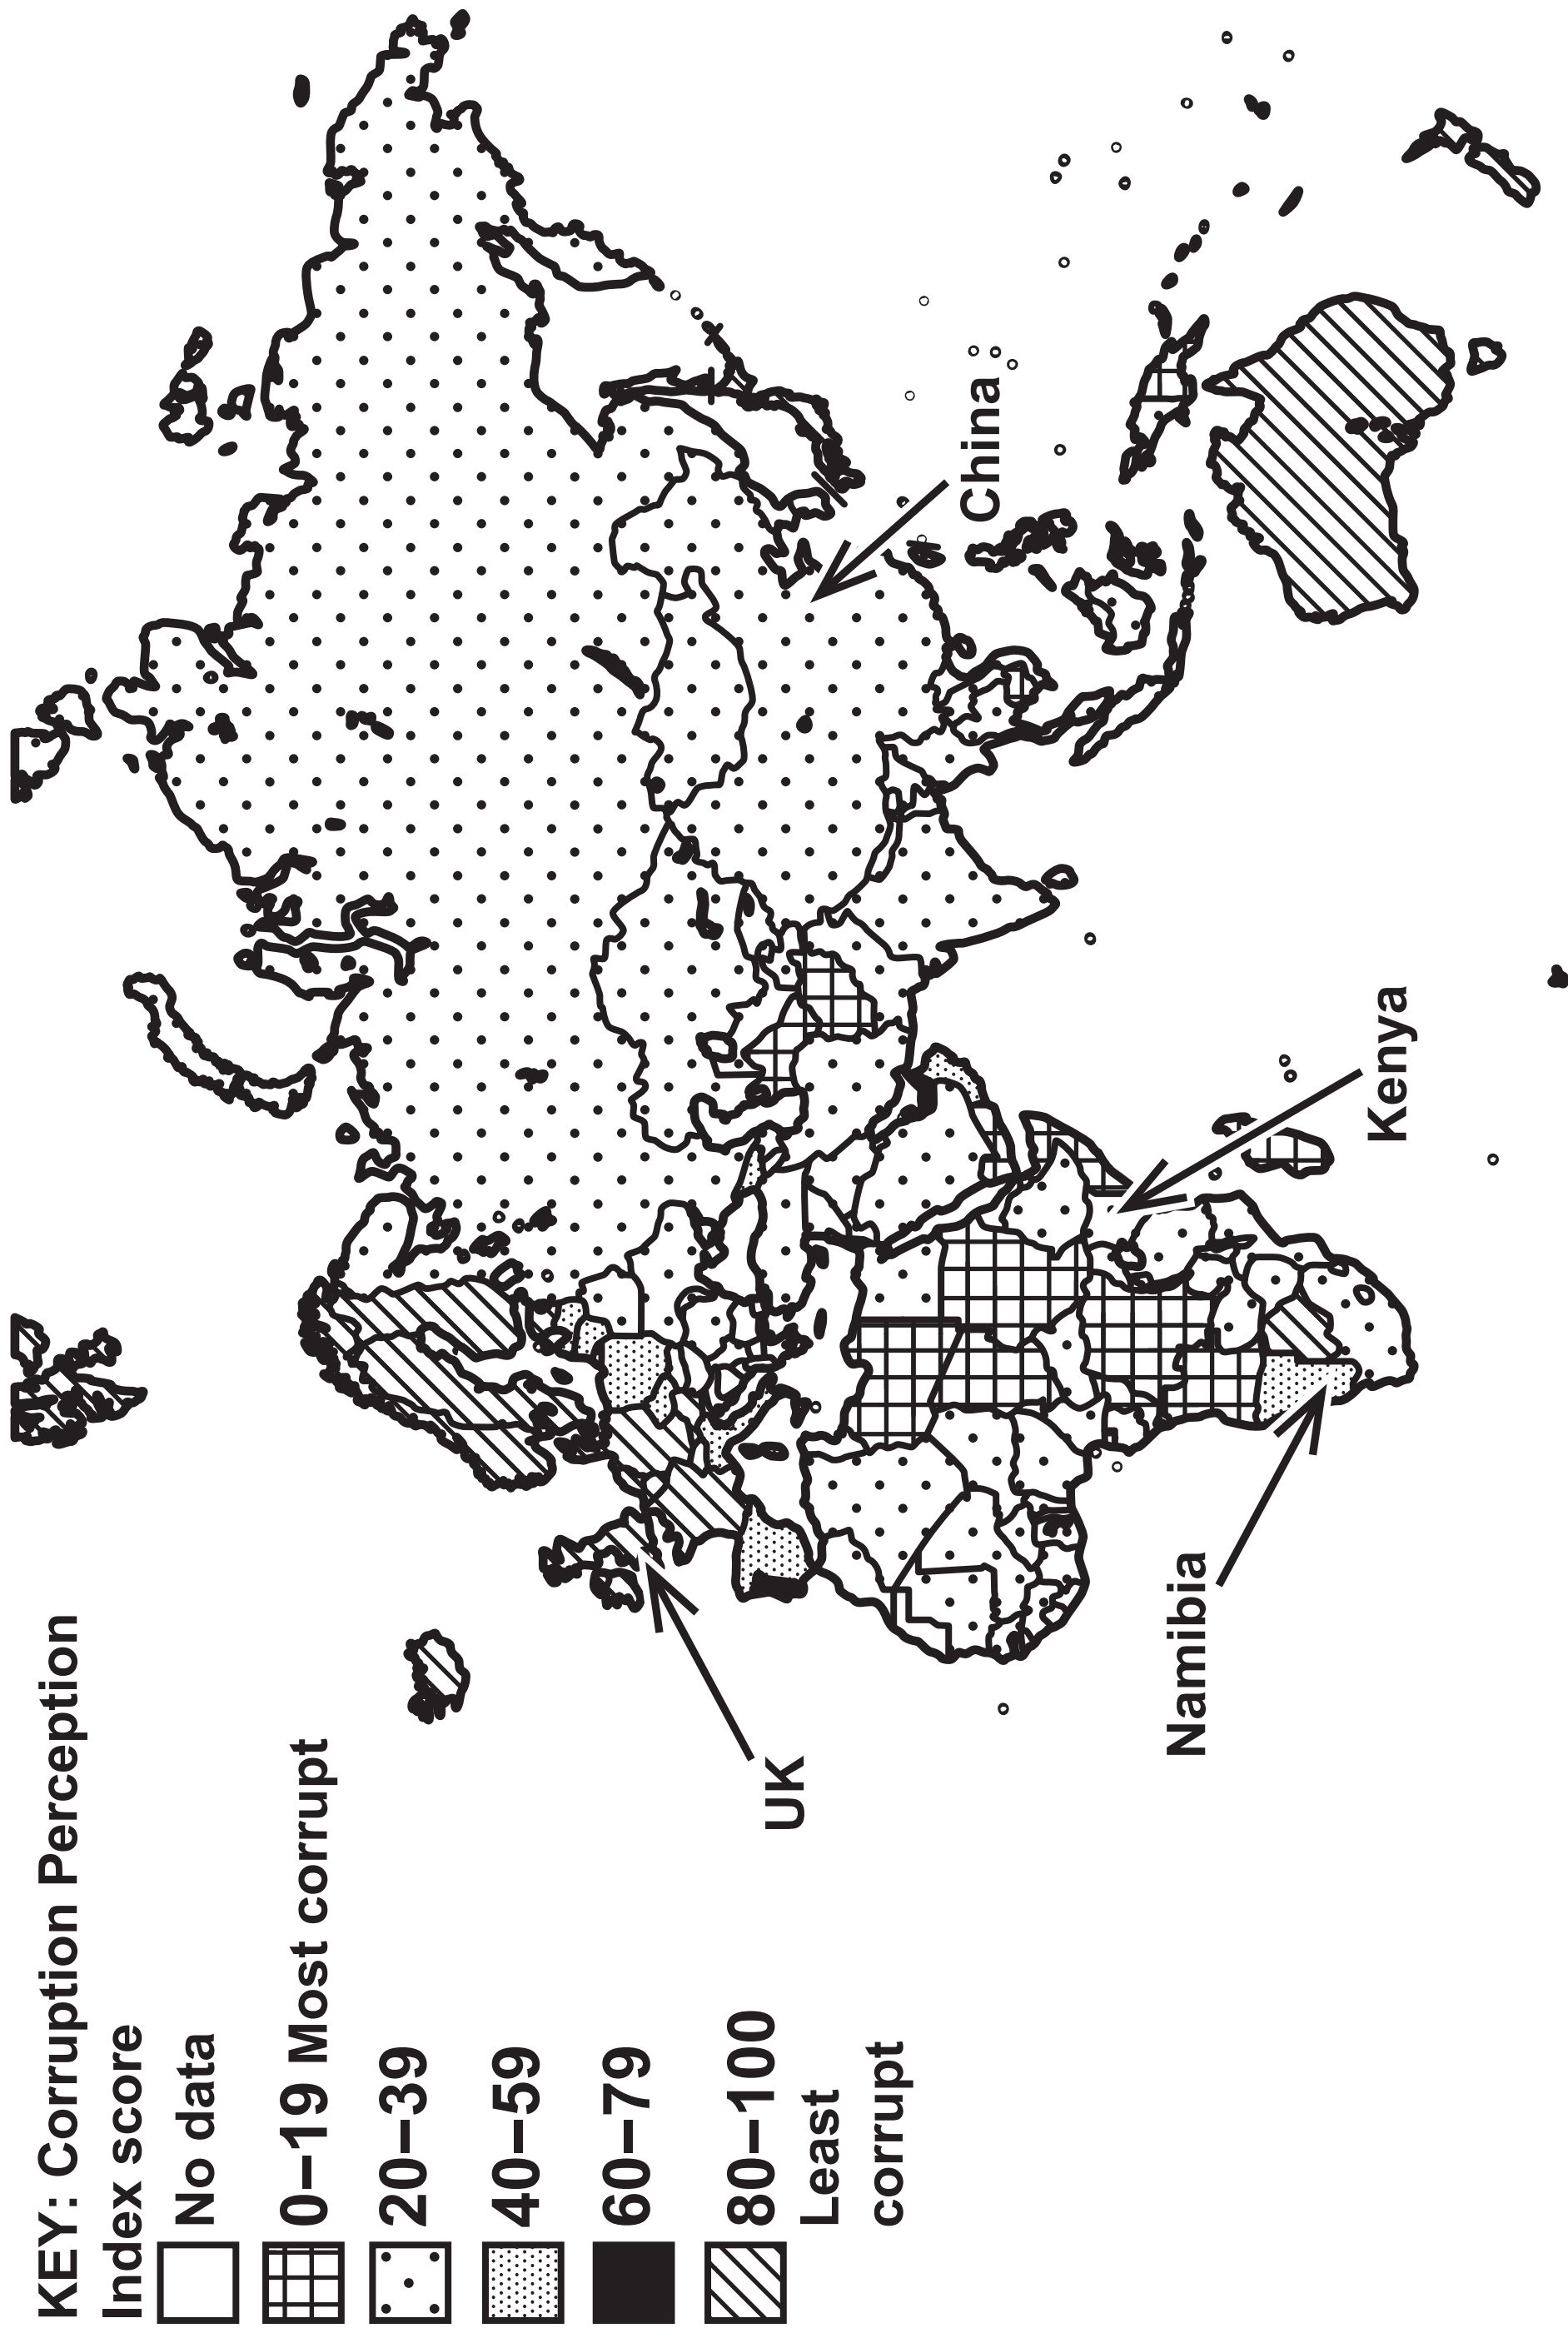 KEY: Corruption Perception
Index score
No data
0–19 Most corrupt
20–39
40–59
60–79
80–100
Least
corrupt
UK
China
Namibia
Kenya